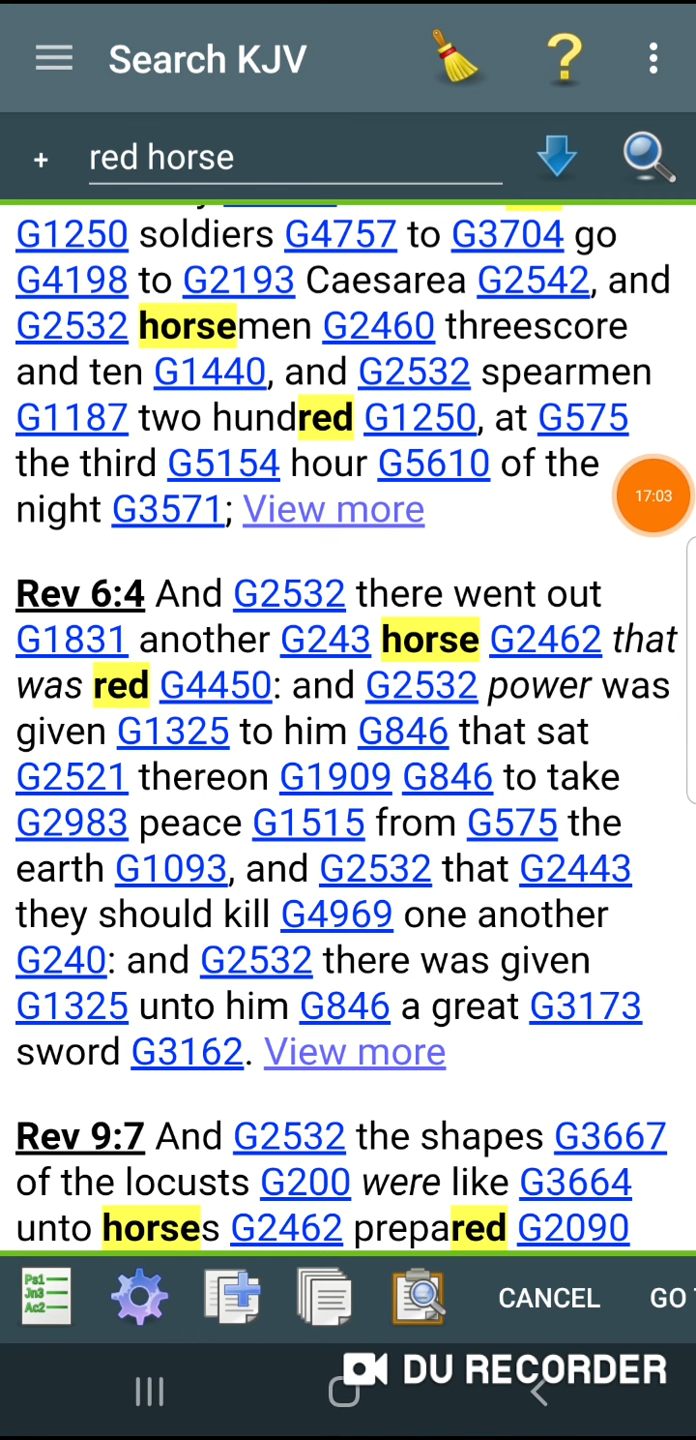 Search KJV
?
+ red horse
G1250 soldiers G4757 to G3704 go
G4198 to G2193 Caesarea G2542, and
G2532 horsemen G2460 threescore
and ten G1440, and G2532 spearmen
G1187 two hundred G1250, at G575
the third G5154 hour G5610 of the
night G3571; View more
17:03
Rev 6:4 And G2532 there went out
G1831 another G243 horse G2462 that
was red G4450: and G2532 power was
given G1325 to him G846 that sat
G2521 thereon G1909 G846 to take
G2983 peace G1515 from G575 the
earth G1093, and G2532 that G2443
they should kill G4969 one another
G240: and G2532 there was given
G1325 unto him G846 a great G3173
sword G3162. View more
Rev 9:7 And G2532 the shapes G3667
of the locusts G200 were like G3664
unto horses G2462 prepared G2090
Ps1
Jn3
Ac2
CANCEL
GO
DU RECORDER